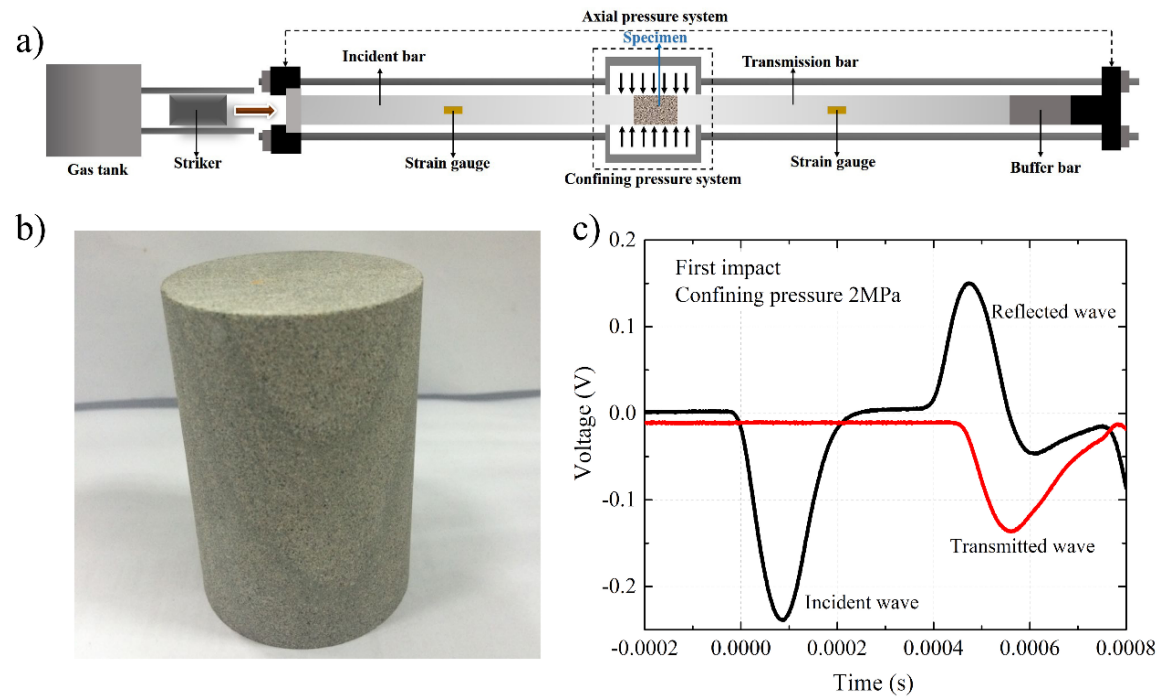 a)
Axial pressure system
Specimen
Incident bar
Transmission bar
Gas tank
Striker
Strain gauge
Confining pressure system
Strain gauge
Buffer bar
b)
c)
0.2
0.1
0.0
-0.1
-0.2
Voltage (V)
First impact
Confining pressure 2MPa
Reflected wave
Transmitted wave
Incident wave
-0.0002 0.0000 0.0002 0.0004 0.0006 0.0008
Time (s)